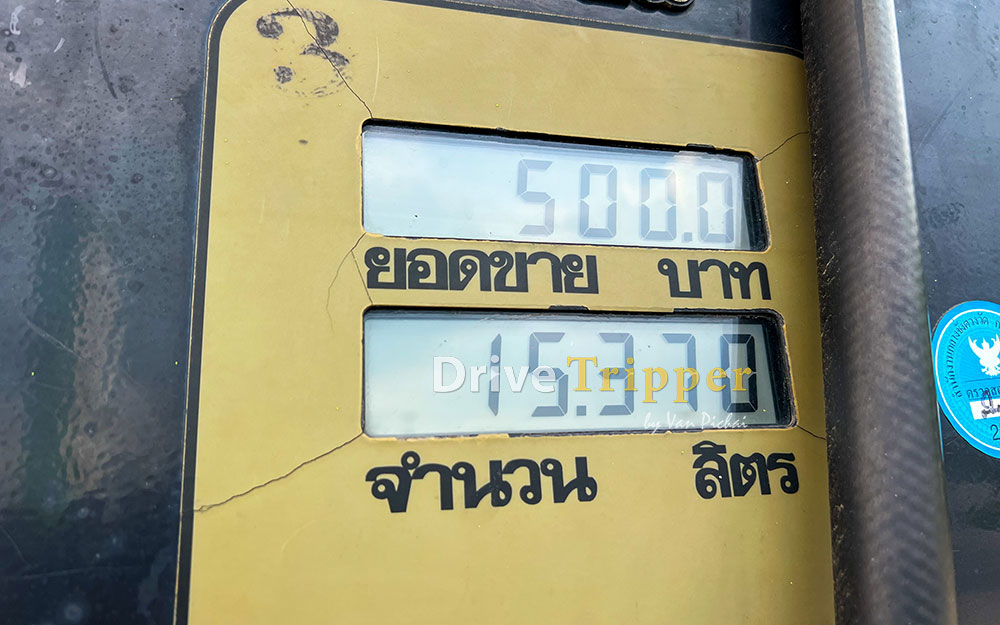 3
500.0
ยอดขาย บาท
15.370
DriveTripper
by Van Pichai
จำนวน ลิตร